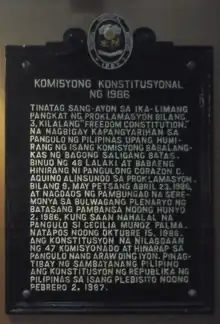 KOMISYONG KONSTITUSYONAL
NG 1986
TINATAG SANG-AYON SA IKA-LIMANG
PANGKAT NG PROKLAMASYON BILANG
3, KILALANG "FREEDOM CONSTITUTION,"
NA NAGBIGAY KAPANGYARIHAN SA
PANGULO NG PILIPINAS UPANG HUMI-
RANG NG ISANG KOMISYONG BABALANG-
KAS NG BAGONG SALIGANG BATAS.
BINUO NG 48 LALAKI AT BABAENG
HINIRANG NI PANGULONG CORAZON C.
AQUINO ALINSUNOD SA PROKLAMASYON
BILANG 9, MAY PETSANG ABRIL 23, 1986,
AT NAGDAOS NG PAMBUNGAD NA SERE-
MONYA SA BULWAGANG PLENARYO NG
BATASANG PAMBANSA NOONG HUNYO
2, 1986, KUNG SAAN NAHALAL NA
PANGULO SI CECILIA MUÑOZ PALMA.
NATAPOS NOONG OKTUBRE 15, 1986.
ANG KONSTITUSYON NA NILAGDAAN
NG 47 KOMISYONADO AT HINARAP SA
PANGULO NANG ARAW DING IYON. PINAG-
TIBAY NG SAMBAYANANG PILIPINO
ANG KONSTITUSYON NG REPUBLIKA NG
PILIPINAS SA ISANG PLEBISITO NOONG
PEBRERO 2, 1987.